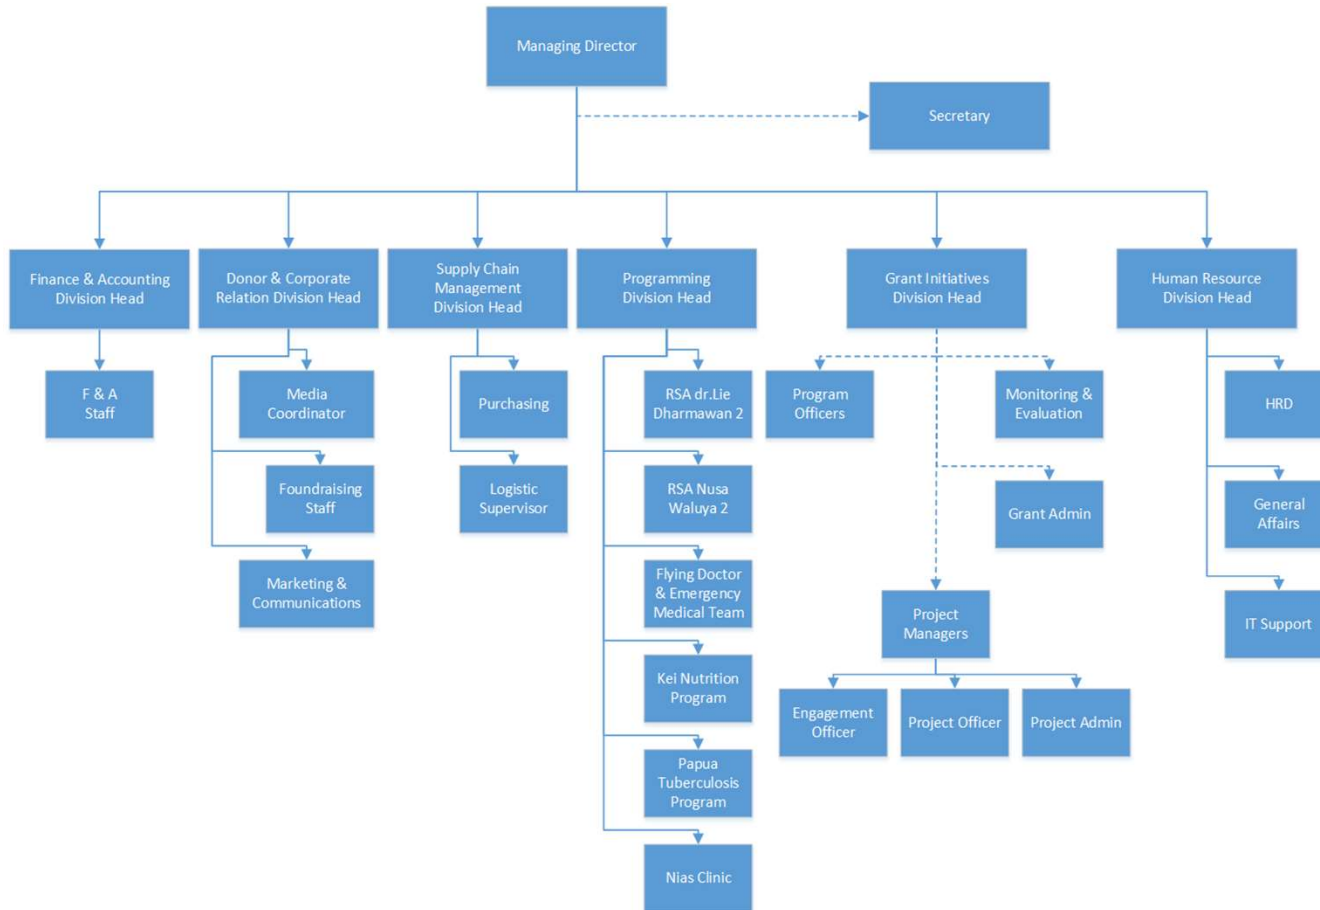 Managing Director
Secretary
Finance & Accounting
Division Head
Donor & Corporate
Relation Division Head
Supply Chain
Management
Division Head
Programming
Division Head
Grant Initiatives
Division Head
Human Resource
Division Head
F & A
Staff
Media
Coordinator
Purchasing
RSA dr.Lie
Dharmawan 2
Program
Officers
Monitoring &
Evaluation
HRD
Foundraising
Staff
Logistic
Supervisor
RSA Nusa
Waluya 2
Grant Admin
General
Affairs
Marketing &
Communications
Flying Doctor
& Emergency
Medical Team
Project
Managers
IT Support
Kei Nutrition
Program
Engagement
Officer
Project Officer
Project Admin
Papua
Tuberculosis
Program
Nias Clinic